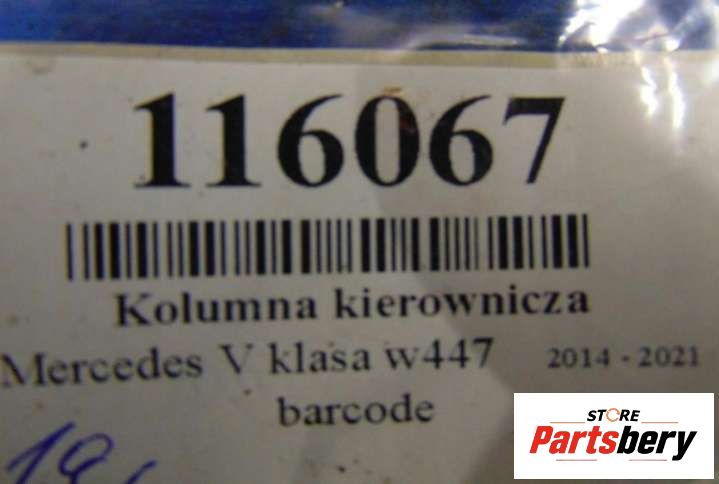 116067
Kolumna kierownicza
Mercedes V klasa w447 2014 - 2021
barcode
STORE
Partsbery